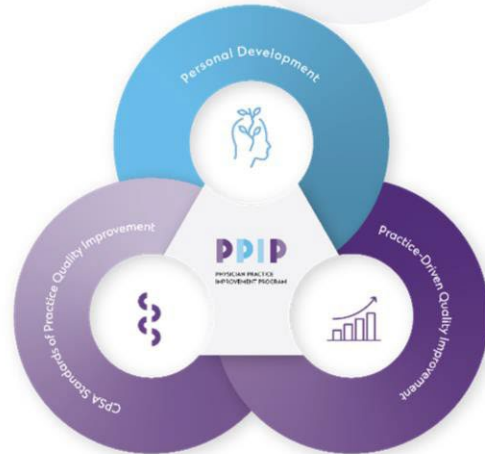 Personal Development
CPSA Standards of Practice Quality Improvement
Practice-Driven Quality Improvement
PPIP
PHYSICIAN PRACTICE
IMPROVEMENT PROGRAM